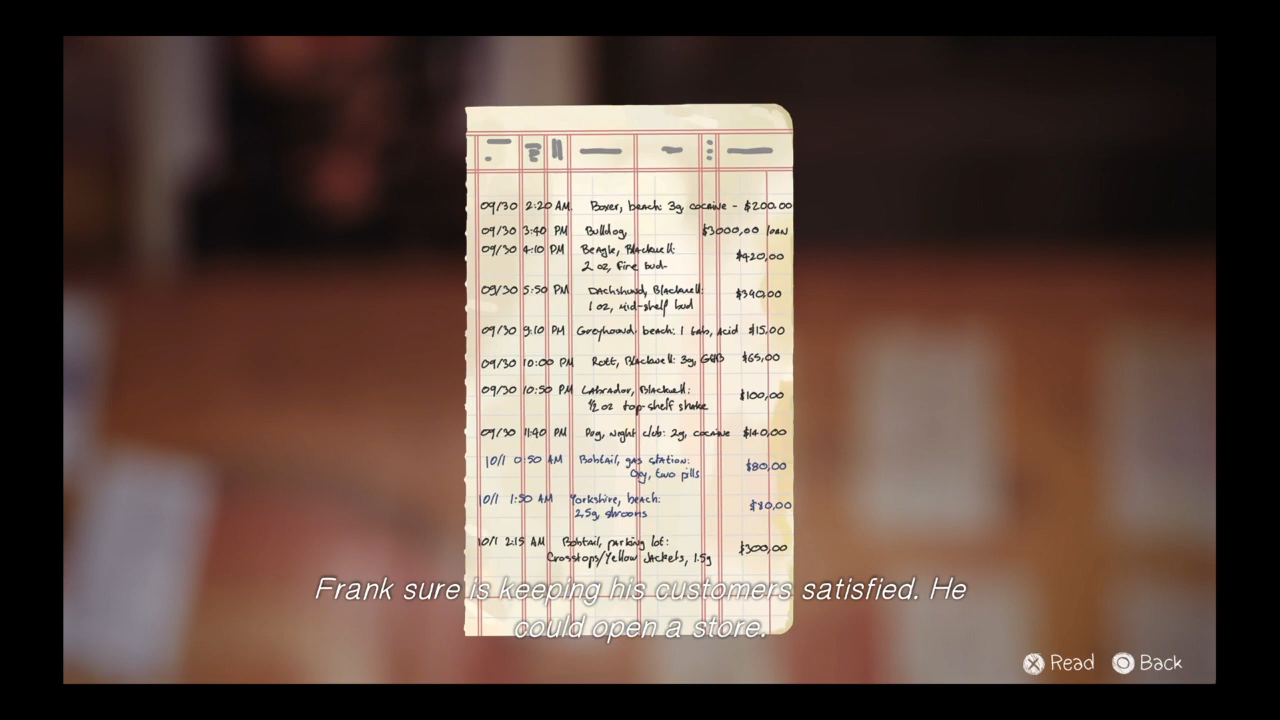 09/30 2:20 AM. Boxer, beach: 3g, cocaine - $200.00
09/30 3:40 PM Bulldog, $3000,00 loan
09/30 4:10 PM Beagle, Blackwell: $420,00
2 oz, fire bud-
09/30 5:50 PM Dachshund, Blackwell: $340,00
1 oz, mid-shelf bud
09/30 9:10 PM Greyhound, beach: 1 tab, Acid $15.00
09/30 10:00 PM Rott, Blackwell: 3g, GHB $65,00
09/30 10:50 PM Labrador, Blackwell: $100,00
1/2 oz top-shelf shake
09/30 11:40 PM Pug, night club: 2g, cocaine $140,00
10/1 0:50 AM Bobtail, gas station: $80,00
Oxy, two pills
10/1 1:50 AM Yorkshire, beach: $80,00
2,5g, shrooms
10/1 2:15 AM Bobtail, parking lot: $300,00
Crosstops/Yellow Jackets, 1.5g
Frank sure is keeping his customers satisfied. He
could open a store.
Read Back